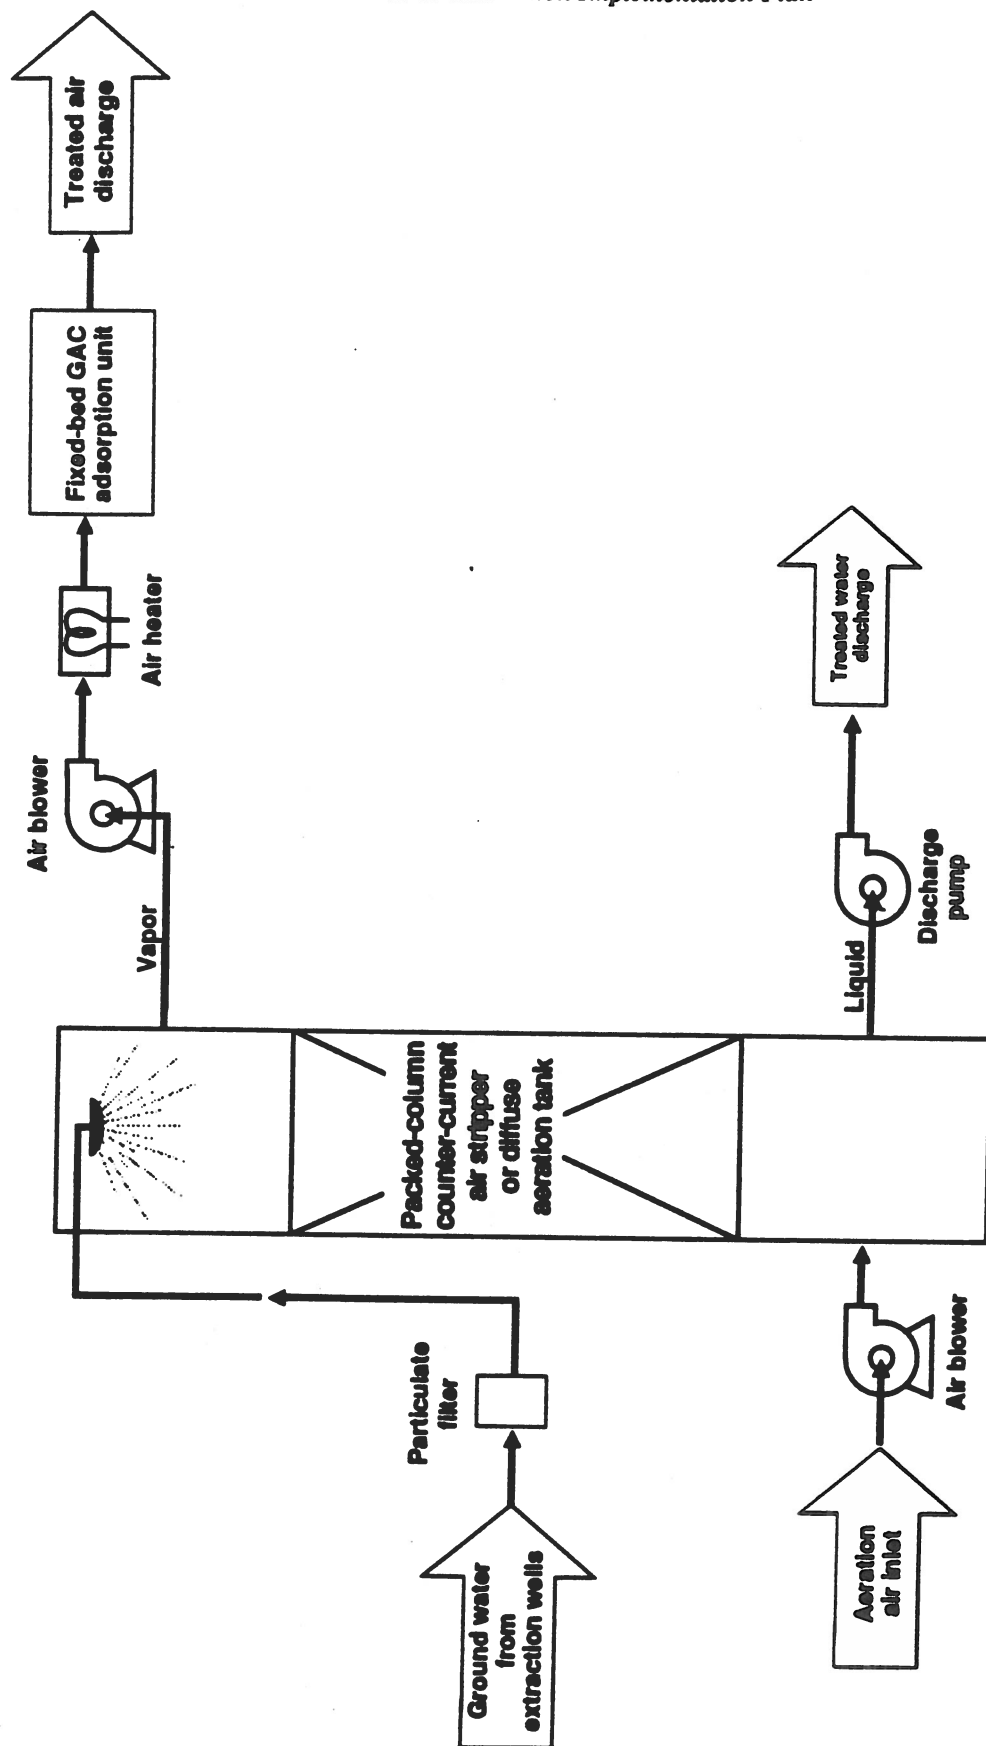 Implementation Plan
Ground water
from
extraction wells
Particulate
filter
Aeration
air inlet
Air blower
Packed-column
counter-current
air stripper
or diffuse
aeration tank
Vapor
Air blower
Air heater
Fixed-bed GAC
adsorption unit
Treated air
discharge
Liquid
Discharge
pump
Treated water
discharge